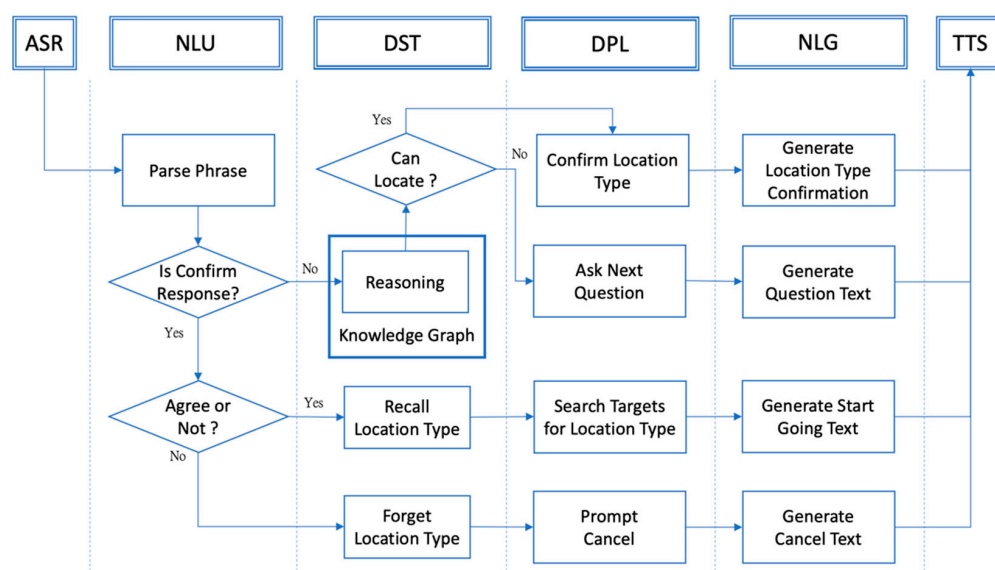 ASR
NLU
DST
DPL
NLG
TTS
Yes
Parse Phrase
Can
Locate ?
No
Confirm Location
Type
Generate
Location Type
Confirmation
Is Confirm
Response?
No
Reasoning
Knowledge Graph
Ask Next
Question
Generate
Question Text
Yes
Agree or
Not ?
Yes
Recall
Location Type
Search Targets
for Location Type
Generate Start
Going Text
No
Forget
Location Type
Prompt
Cancel
Generate
Cancel Text